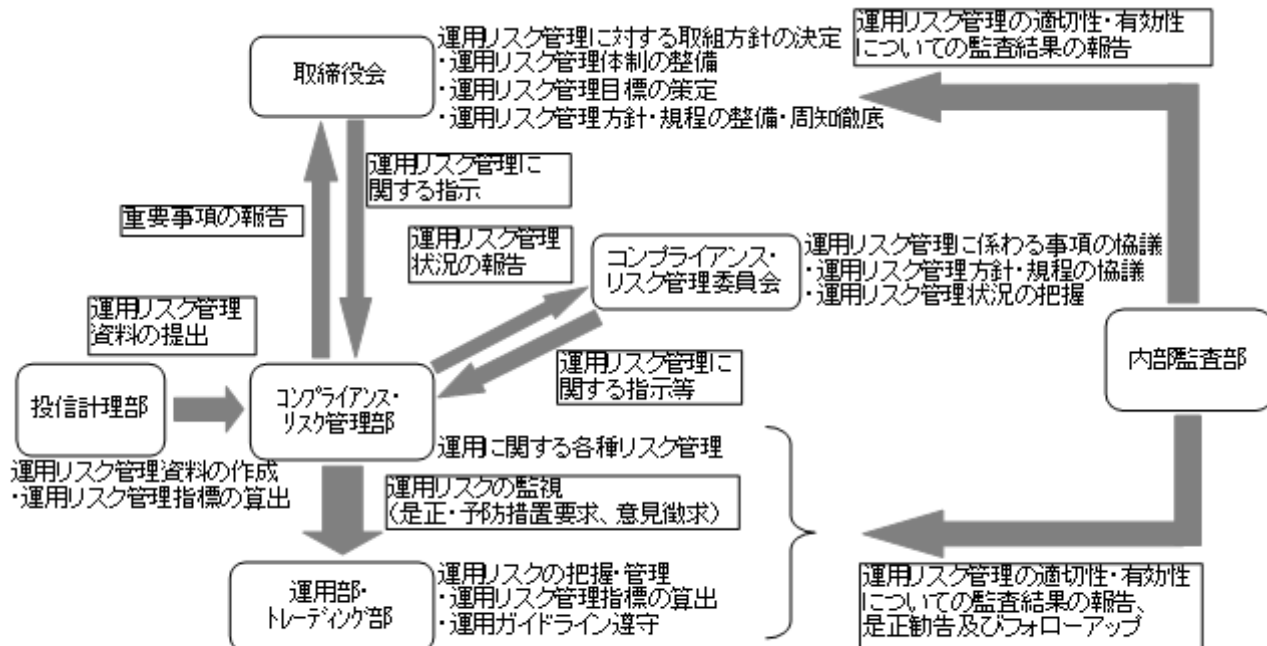 運用リスク管理に対する取組方針の決定
・運用リスク管理体制の整備
・運用リスク管理目標の策定
・運用リスク管理方針・規程の整備・周知徹底
取締役会
運用リスク管理の適切性・有効性
についての監査結果の報告
運用リスク管理に
関する指示
重要事項の報告
運用リスク管理
状況の報告
コンプライアンス・
リスク管理委員会
運用リスク管理に係わる事項の協議
・運用リスク管理方針・規程の協議
・運用リスク管理状況の把握
運用リスク管理
資料の提出
運用リスク管理に
関する指示等
内部監査部
投信計理部
コンプライアンス・
リスク管理部
運用に関する各種リスク管理
運用リスク管理資料の作成
・運用リスク管理指標の算出
運用リスクの監視
（是正・予防措置要求、意見徴求）
運用部・
トレーディング部
運用リスクの把握・管理
・運用リスク管理指標の算出
・運用ガイドライン遵守
運用リスク管理の適切性・有効性
についての監査結果の報告、
是正勧告及びフォローアップ